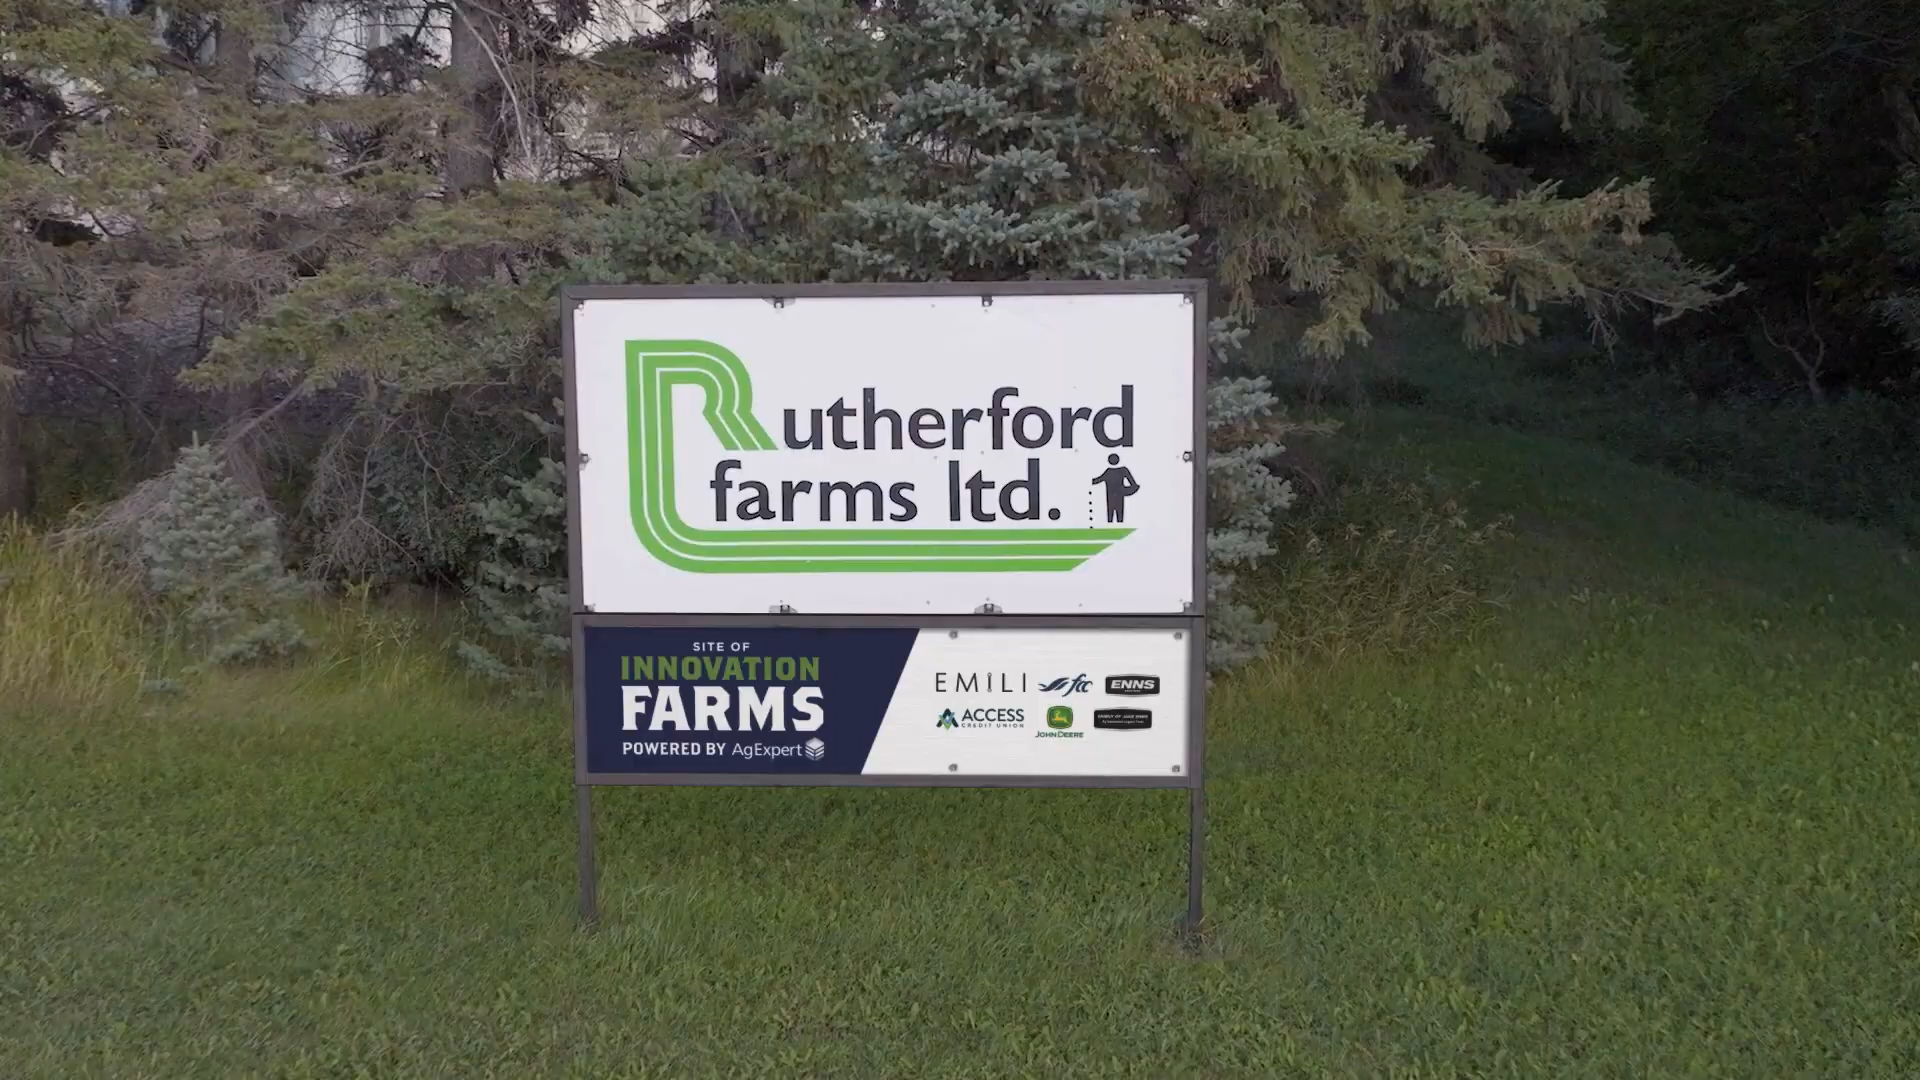 Rutherford
farms ltd.
SITE OF
INNOVATION
FARMS
POWERED BY AgExpert
EMILI fcc ENNS
ACCESS
CREDIT UNION
JOHN DEERE